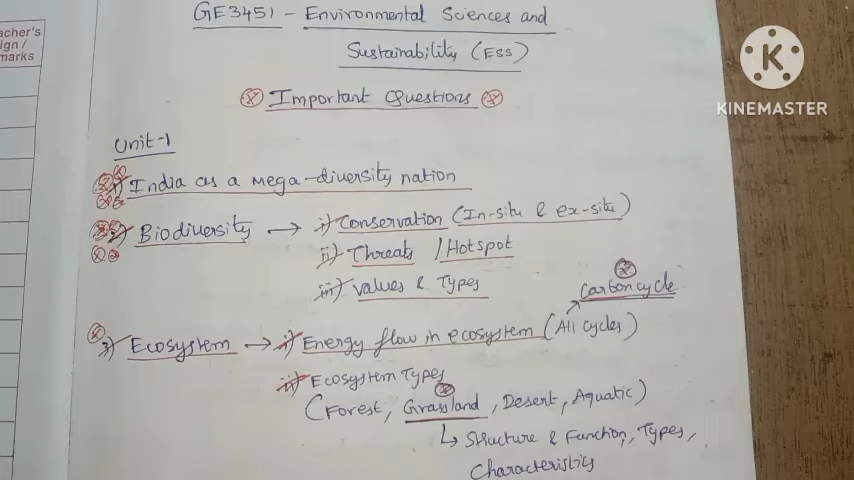 acher's
ign /
marks
GE3451 - Environmental Sciences and
Sustainability (ESS)
Important Questions
KINEMASTER
Unit-1
1) India as a mega-diversity nation
2) Biodiversity → i) Conservation (In-situ & ex-site)
ii) Threats / Hotspot
iii) Values & Types
Carbon cycle
3) Ecosystem → i) Energy flow in ecosystem (All cycles)
ii) Ecosystem Types
(Forest, Grassland, Desert, Aquatic)
↳ Structure & Function, Types,
Characteristics